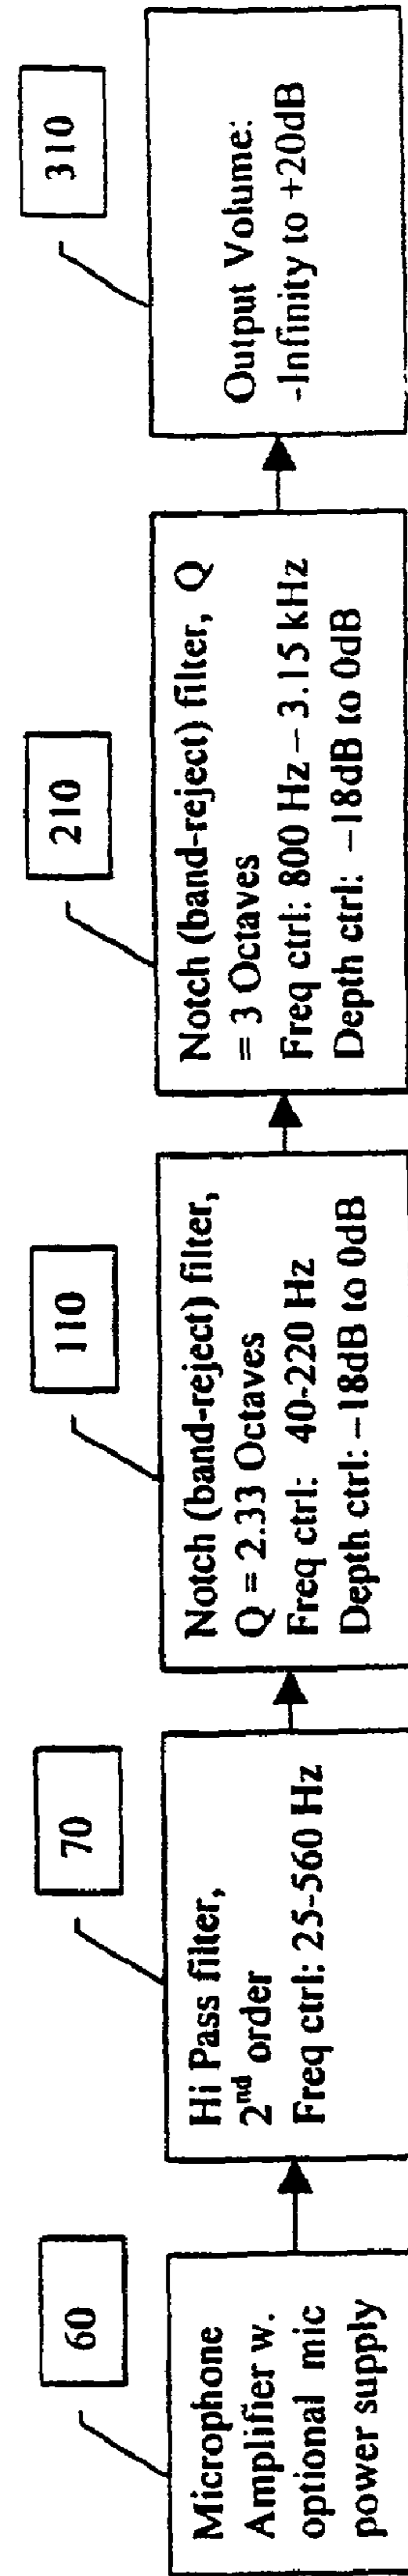 60
Microphone
Amplifier w.
optional mic
power supply
70
Hi Pass filter,
2nd order
Freq ctrl: 25-560 Hz
110
Notch (band-reject) filter,
Q = 2.33 Octaves
Freq ctrl: 40-220 Hz
Depth ctrl: –18dB to 0dB
210
Notch (band-reject) filter, Q
= 3 Octaves
Freq ctrl: 800 Hz – 3.15 kHz
Depth ctrl: –18dB to 0dB
310
Output Volume:
-Infinity to +20dB